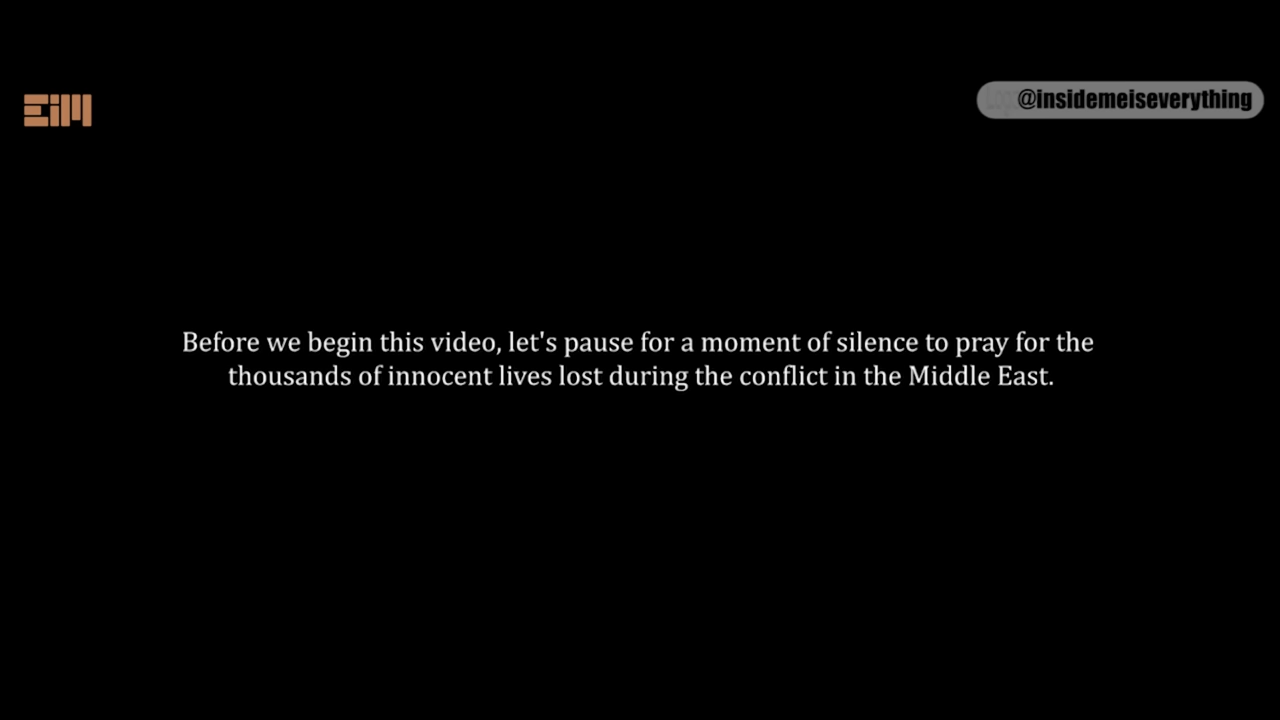 EiM
@insidemeiseverything
Before we begin this video, let's pause for a moment of silence to pray for the
thousands of innocent lives lost during the conflict in the Middle East.